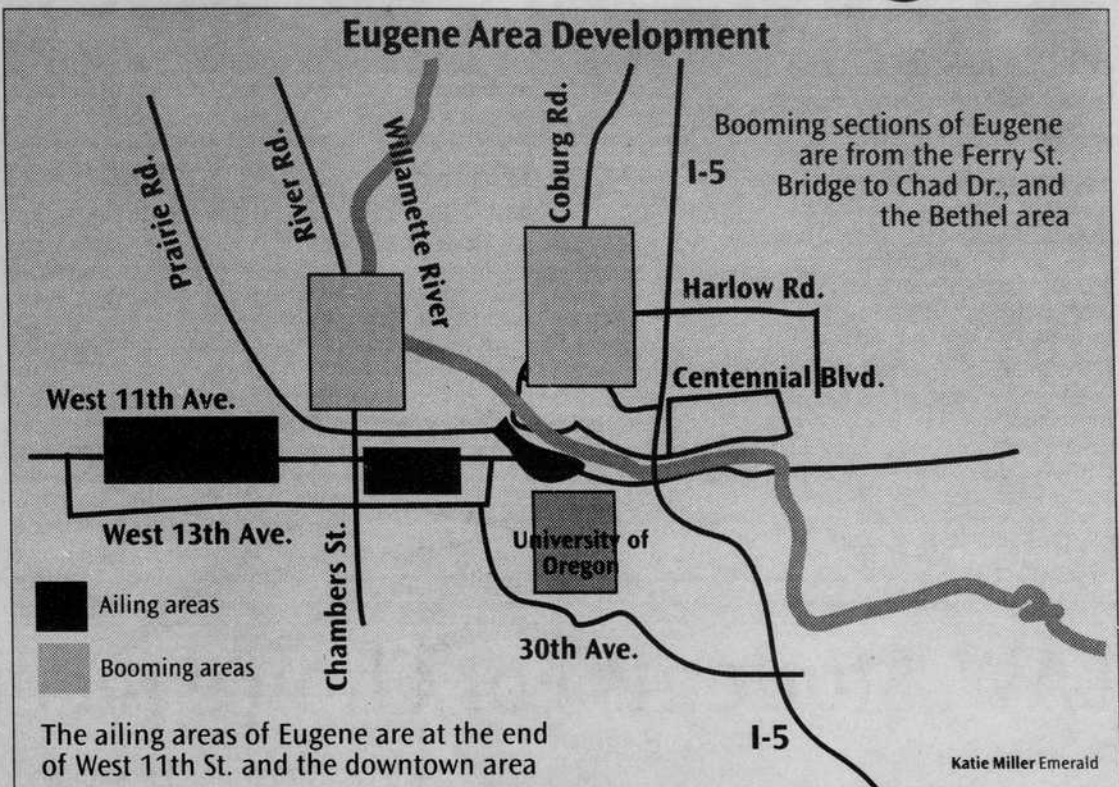 Eugene Area Development
Prairie Rd.
River Rd.
Willamette River
Coburg Rd.
I-5
Booming sections of Eugene
are from the Ferry St.
Bridge to Chad Dr., and
the Bethel area
Harlow Rd.
Centennial Blvd.
West 11th Ave.
West 13th Ave.
Chambers St.
University of
Oregon
30th Ave.
I-5
Ailing areas
Booming areas
The ailing areas of Eugene are at the end
of West 11th St. and the downtown area
Katie Miller Emerald